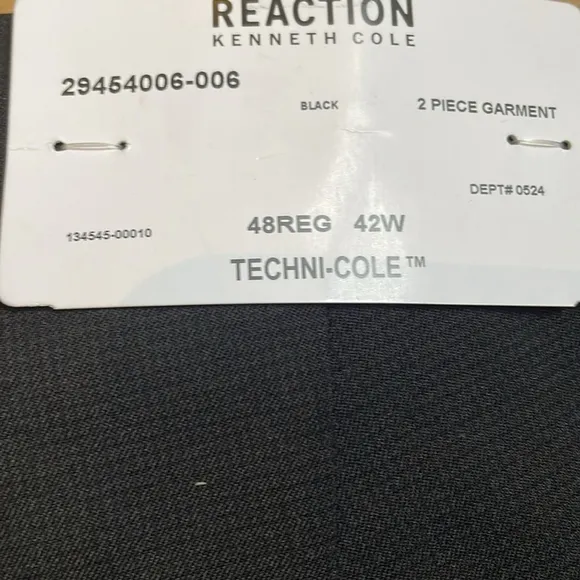 REACTION
KENNETH COLE
29454006-006
BLACK 2 PIECE GARMENT
DEPT# 0524
134545-00010 48REG 42W
TECHNI-COLE™